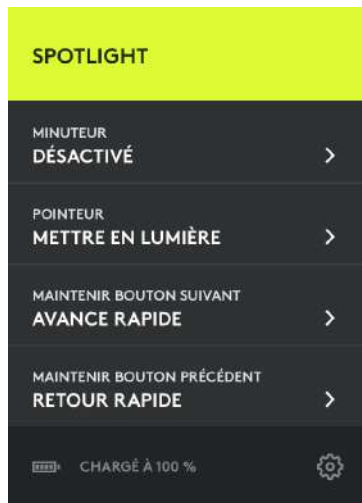 SPOTLIGHT
MINUTEUR
DÉSACTIVÉ
POINTEUR
METTRE EN LUMIÈRE
MAINTENIR BOUTON SUIVANT
AVANCE RAPIDE
MAINTENIR BOUTON PRÉCÉDENT
RETOUR RAPIDE
CHARGÉ À 100 %